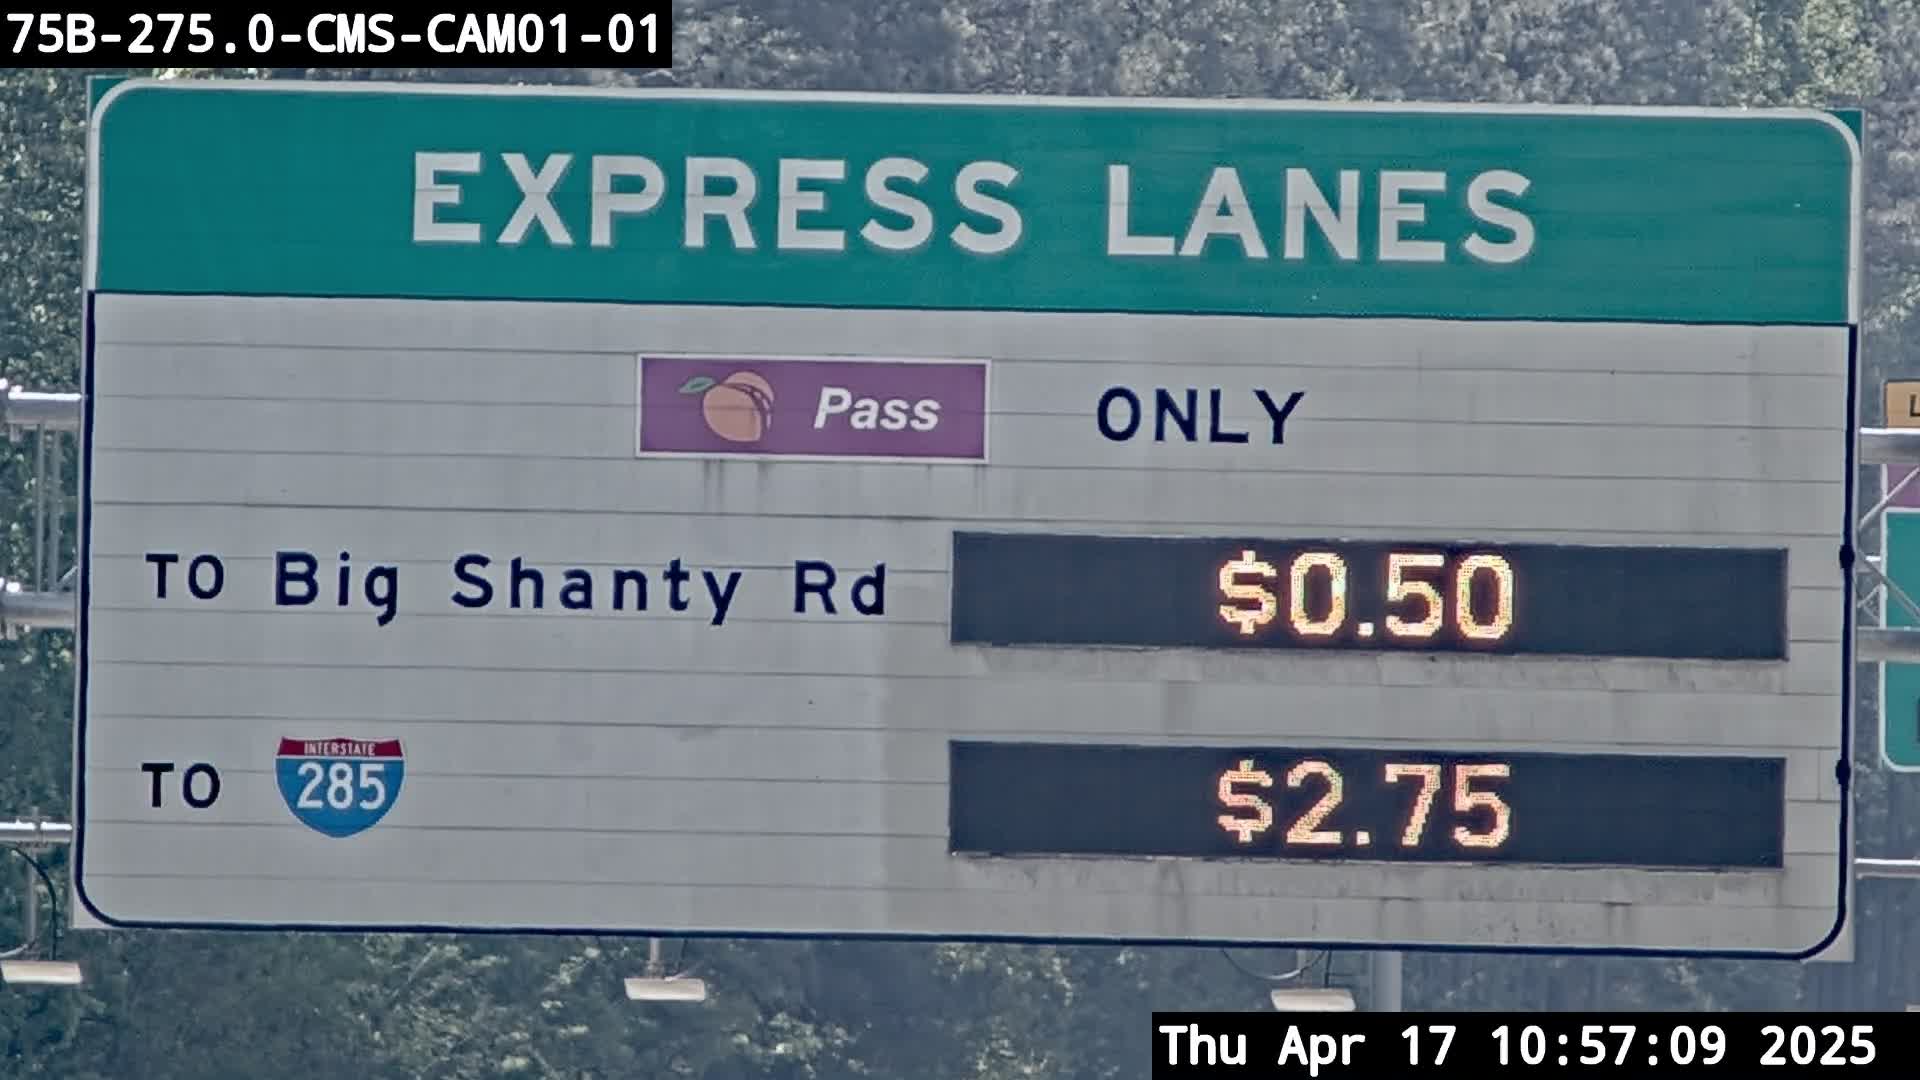 75B-275.0-CMS-CAM01-01
EXPRESS LANES
Pass ONLY
TO Big Shanty Rd $0.50
TO INTERSTATE 285 $2.75
Thu Apr 17 10:57:09 2025